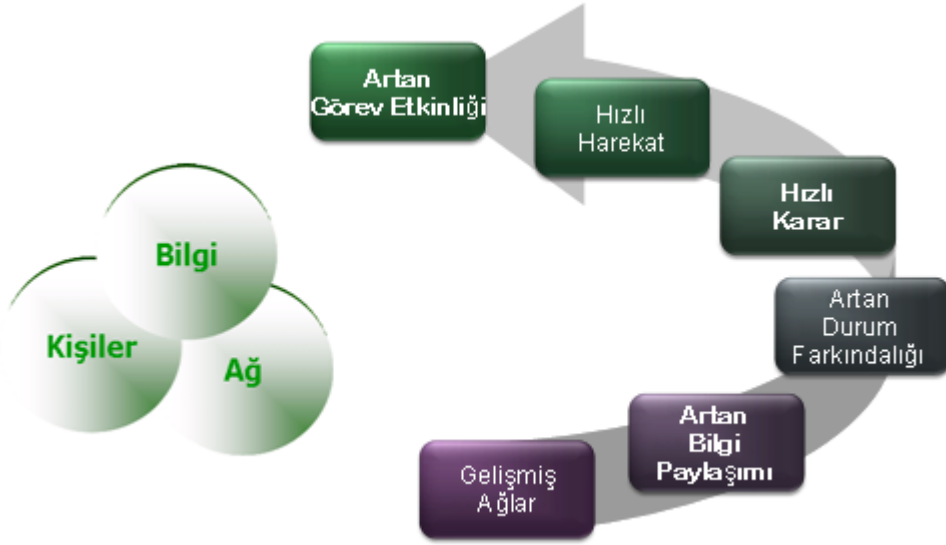 Bilgi
Kişiler
Ağ
Artan
Görev Etkinliği
Hızlı
Harekat
Hızlı
Karar
Artan
Durum
Farkındalığı
Artan
Bilgi
Paylaşımı
Gelişmiş
Ağlar